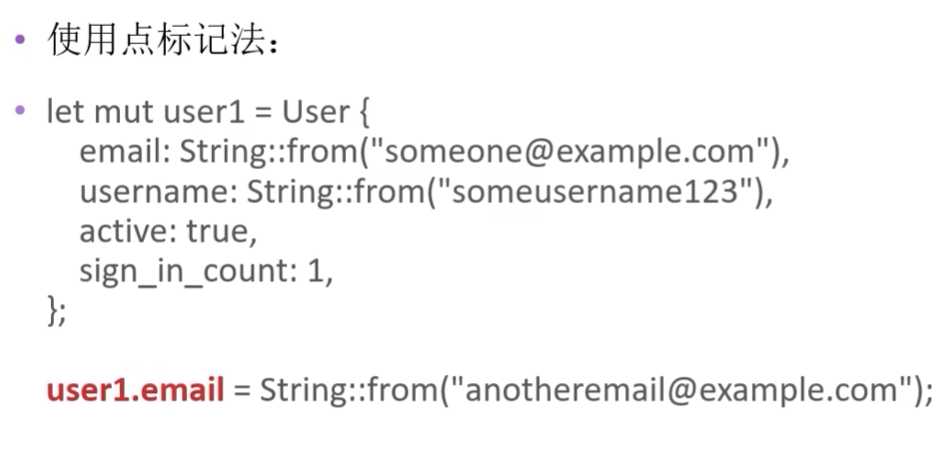 • 使用点标记法：
• let mut user1 = User {
    email: String::from("someone@example.com"),
    username: String::from("someusername123"),
    active: true,
    sign_in_count: 1,
};
user1.email = String::from("anotheremail@example.com");